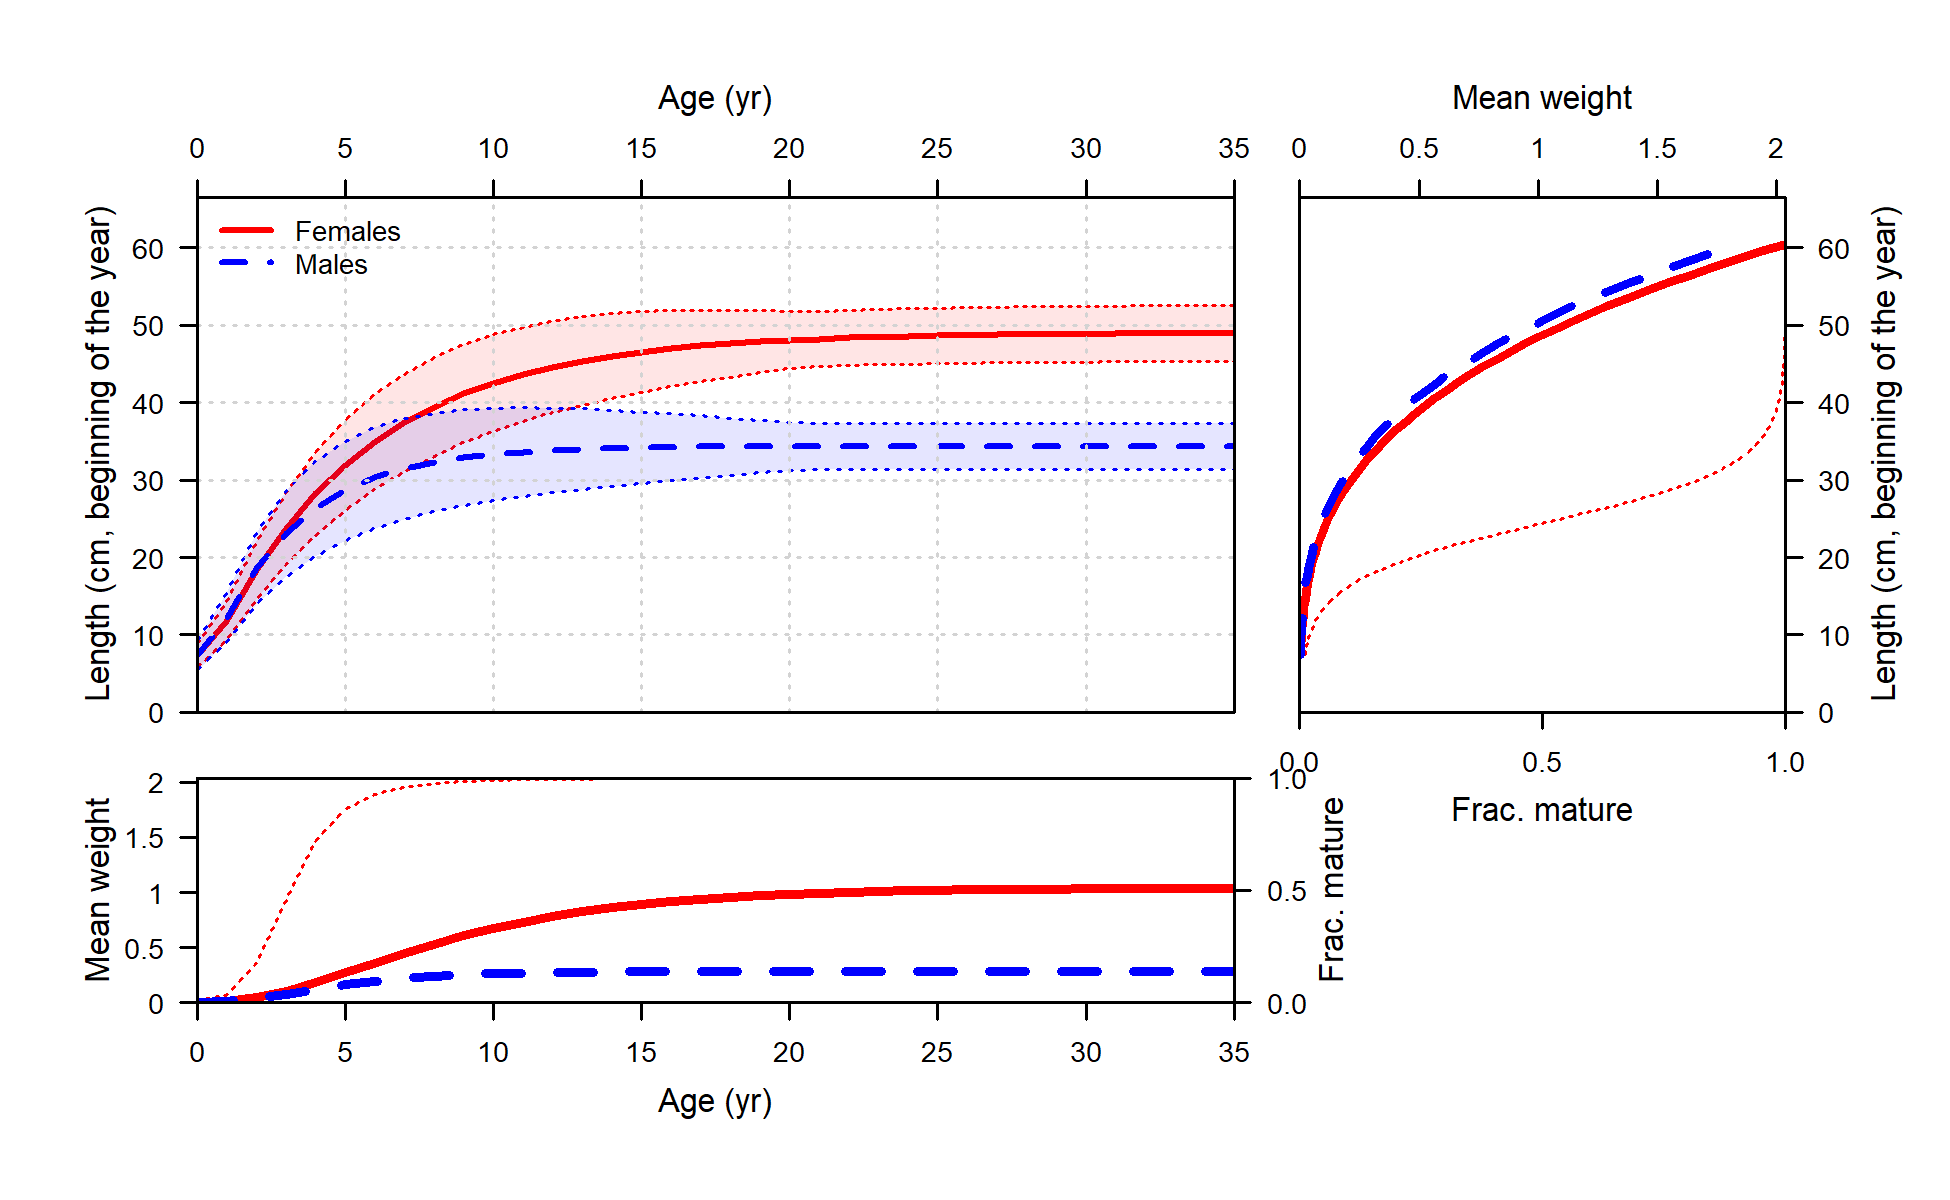 Age (yr)
0 5 10 15 20 25 30 35
Mean weight
0 0.5 1 1.5 2
Length (cm, beginning of the year)
60
50
40
30
20
10
0
Females
Males
Length (cm, beginning of the year)
60
50
40
30
20
10
0
0.0 0.5 1.0
Frac. mature
Mean weight
2
1.5
1
0.5
0
1.0
0.5
0.0
Frac. mature
0 5 10 15 20 25 30 35
Age (yr)